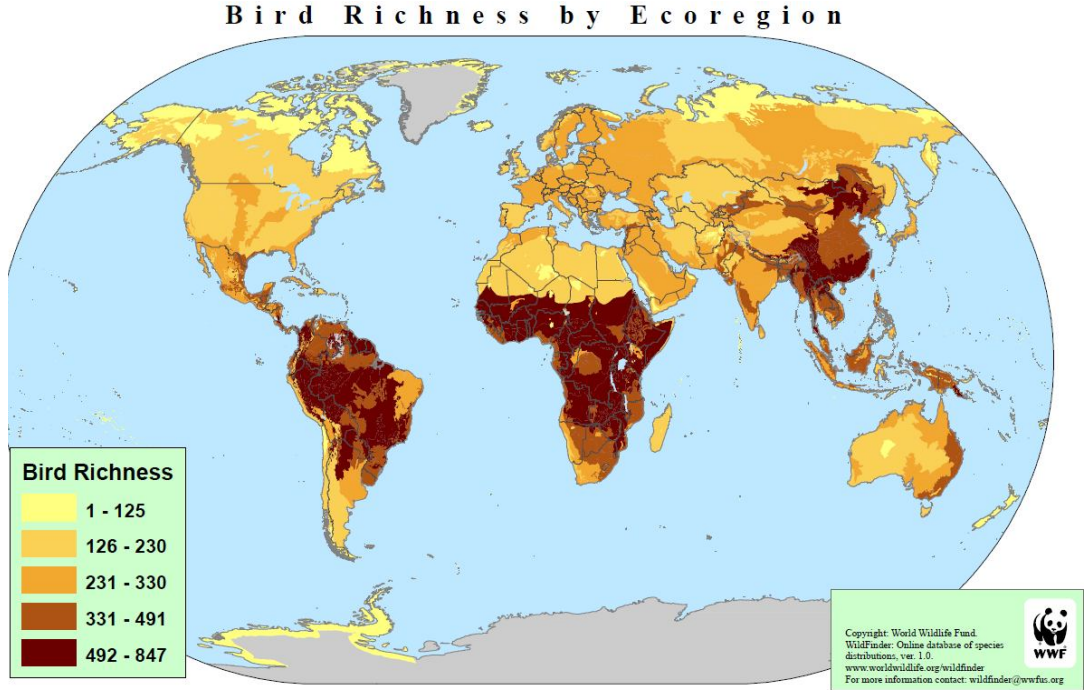 Bird Richness by Ecoregion
Bird Richness
1 - 125
126 - 230
231 - 330
331 - 491
492 - 847
Copyright: World Wildlife Fund.
WildFinder: Online database of species
distributions, ver. 1.0.
www.worldwildlife.org/wildfinder
For more information contact: wildfinder@wwfus.org
WWF